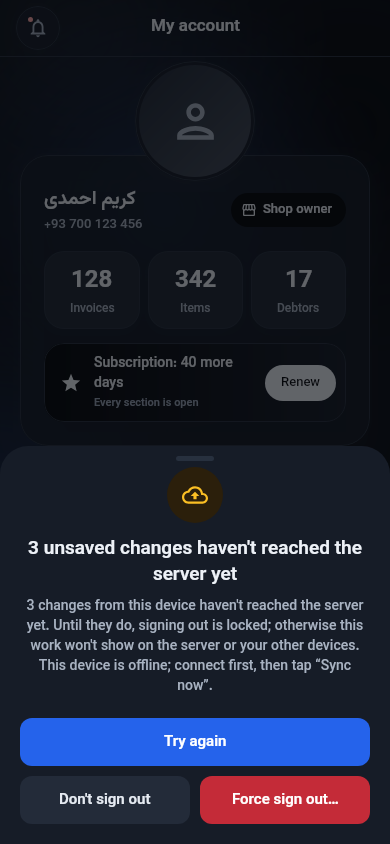 My account
کریم احمدی
+93 700 123 456
Shop owner
128
342
17
Invoices
Items
Debtors
Subscription: 40 more
days
Every section is open
Renew
3 unsaved changes haven't reached the
server yet
3 changes from this device haven't reached the server
yet. Until they do, signing out is locked; otherwise this
work won't show on the server or your other devices.
This device is offline; connect first, then tap “Sync
now”.
Try again
Don't sign out
Force sign out…